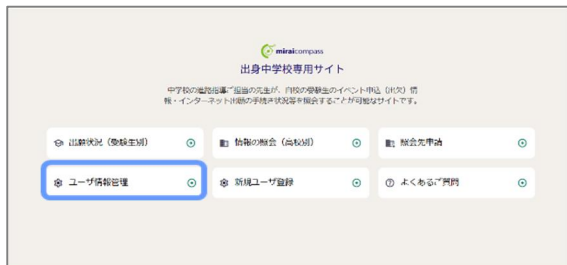 miraicompass
出身中学校専用サイト
中学校の進路指導ご担当の先生が、自校の受験生のイベント申込（出欠）情
報・インターネット出願の手続き状況等を照会することが可能なサイトです。
出願状況（受験生別）
情報の照会（高校別）
照会先申請
ユーザ情報管理
新規ユーザ登録
よくあるご質問